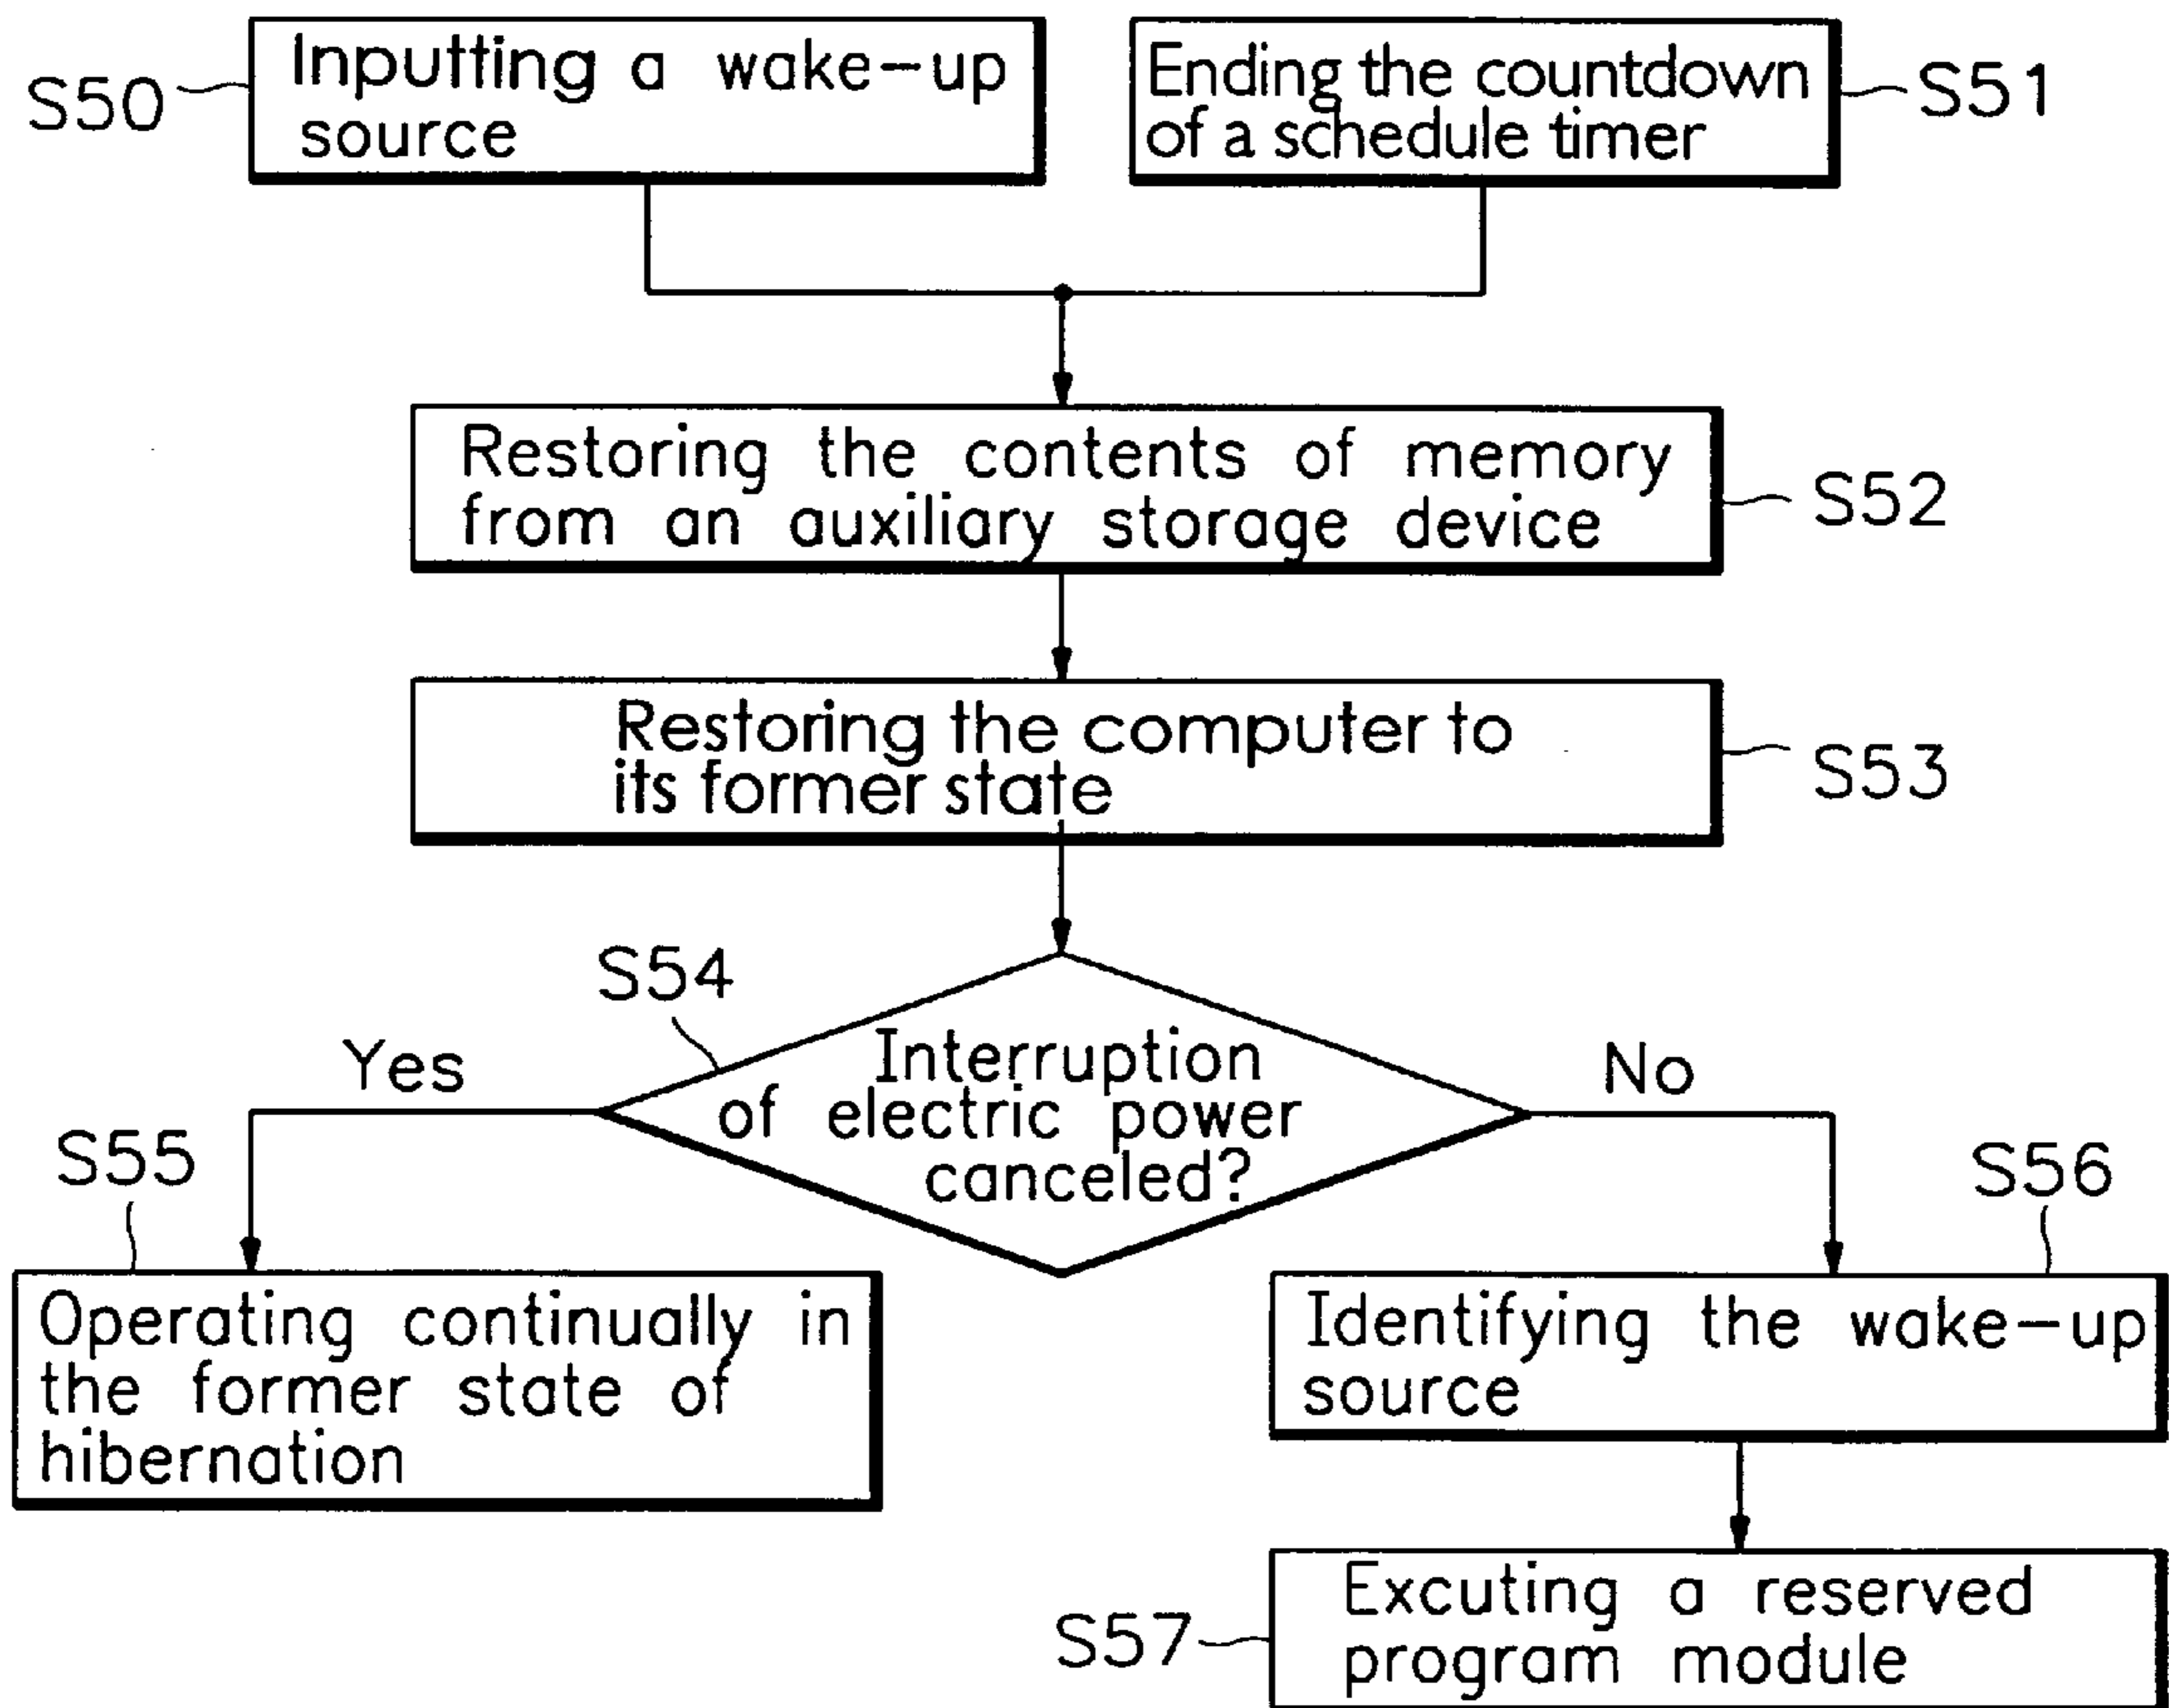 S50
Inputting a wake-up
source
Ending the countdown
of a schedule timer
S51
Restoring the contents of memory
from an auxiliary storage device
S52
Restoring the computer to
its former state
S53
S54
Interruption
of electric power
canceled?
Yes
No
S55
Operating continually in
the former state of
hibernation
S56
Identifying the wake-up
source
S57
Excuting a reserved
program module